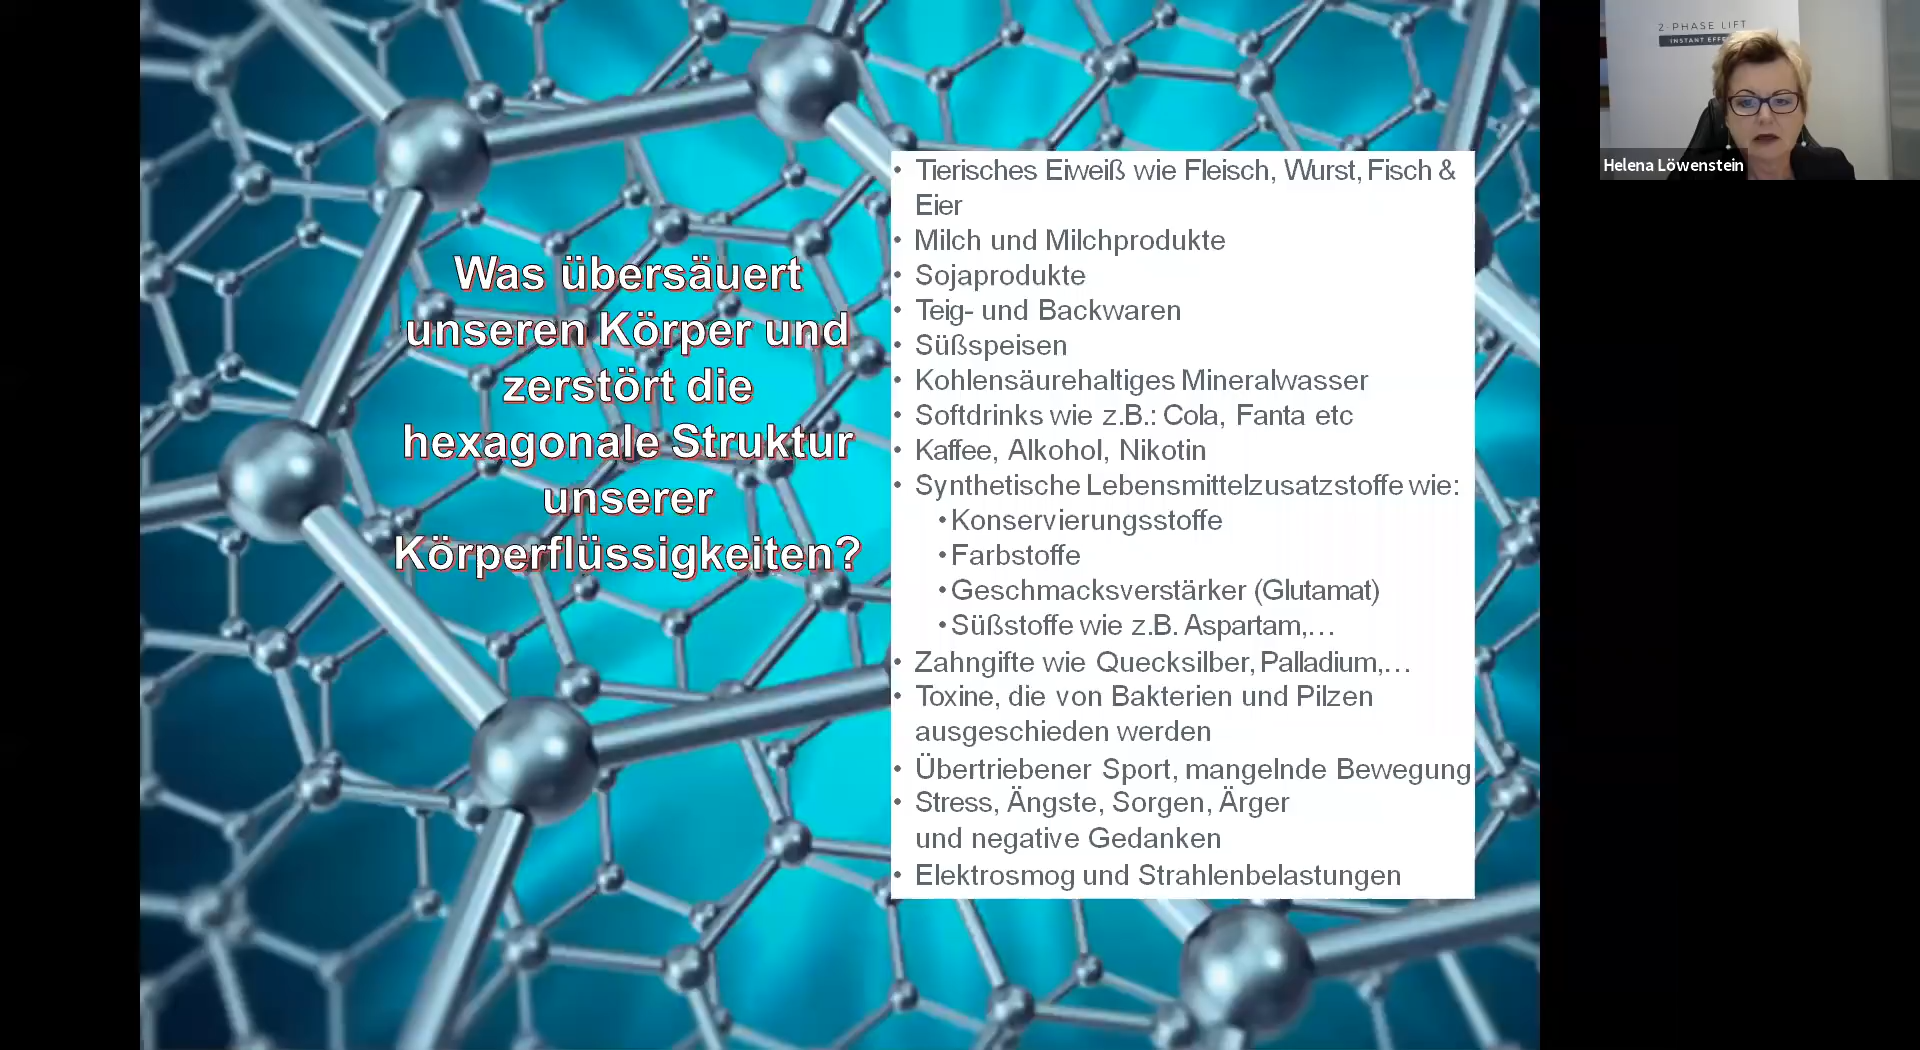 Was übersäuert
unseren Körper und
zerstört die
hexagonale Struktur
unserer
Körperflüssigkeiten?
• Tierisches Eiweiß wie Fleisch, Wurst, Fisch &
Eier
• Milch und Milchprodukte
• Sojaprodukte
• Teig- und Backwaren
• Süßspeisen
• Kohlensäurehaltiges Mineralwasser
• Softdrinks wie z.B.: Cola, Fanta etc
• Kaffee, Alkohol, Nikotin
• Synthetische Lebensmittelzusatzstoffe wie:
• Konservierungsstoffe
• Farbstoffe
• Geschmacksverstärker (Glutamat)
• Süßstoffe wie z.B. Aspartam,…
• Zahngifte wie Quecksilber, Palladium,…
• Toxine, die von Bakterien und Pilzen
ausgeschieden werden
• Übertriebener Sport, mangelnde Bewegung
• Stress, Ängste, Sorgen, Ärger
und negative Gedanken
• Elektrosmog und Strahlenbelastungen
2-PHASE LIFT
INSTANT
Helena Löwenstein